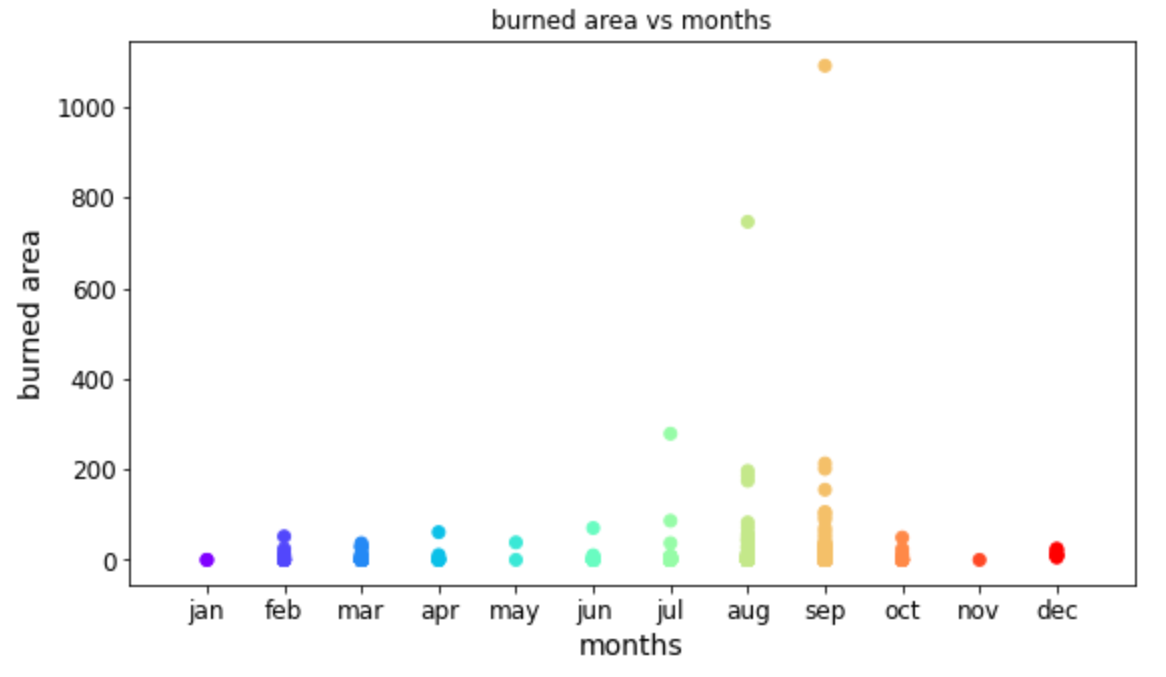 burned area vs months
burned area
1000
800
600
400
200
0
jan feb mar apr may jun jul aug sep oct nov dec
months